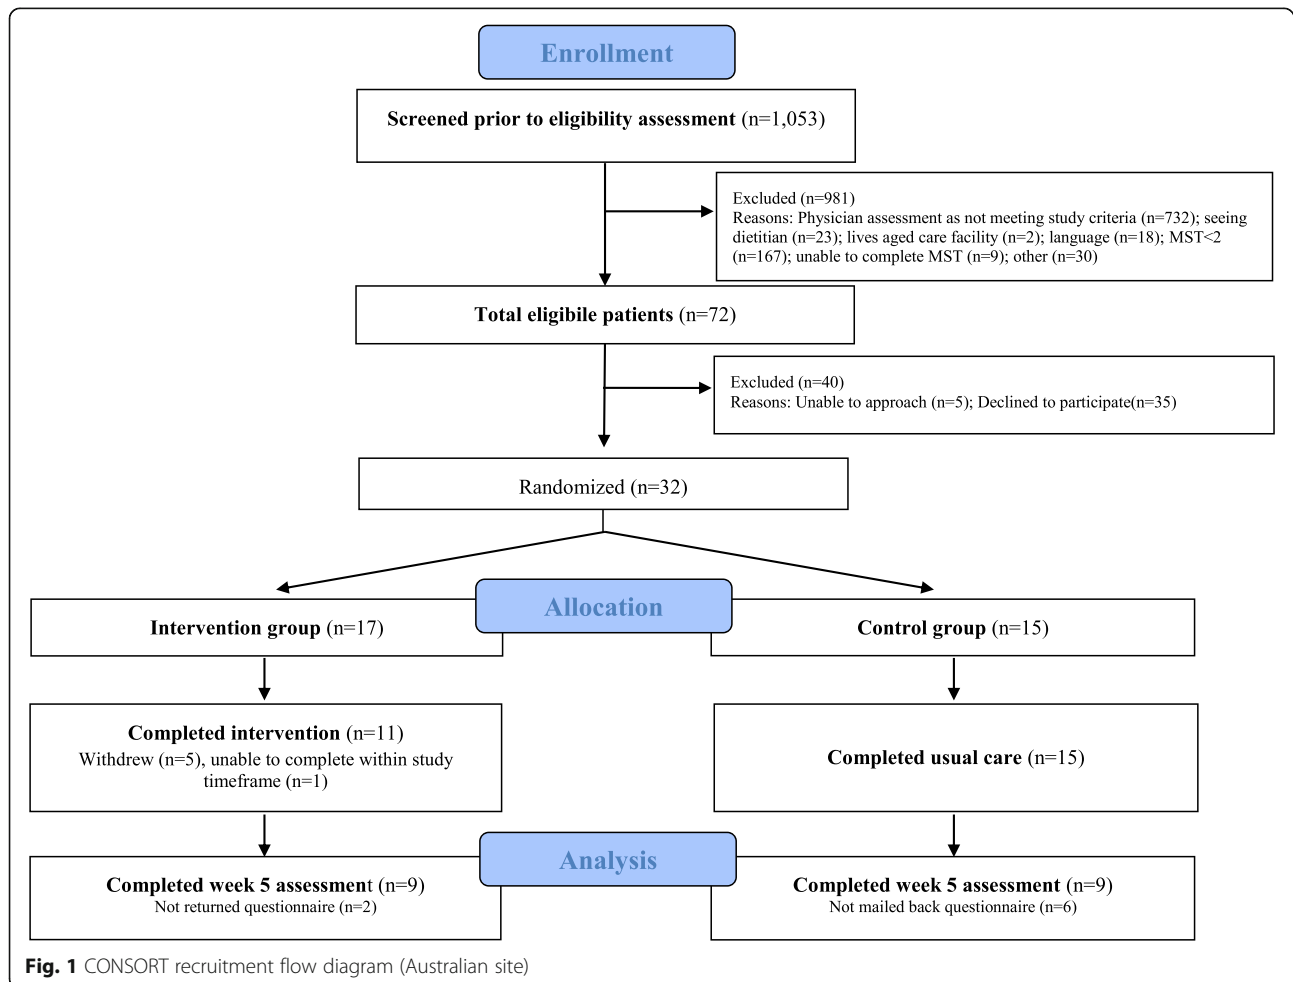 Enrollment
Screened prior to eligibility assessment (n=1,053)
Excluded (n=981)
Reasons: Physician assessment as not meeting study criteria (n=732); seeing
dietitian (n=23); lives aged care facility (n=2); language (n=18); MST<2
(n=167); unable to complete MST (n=9); other (n=30)
Total eligibile patients (n=72)
Excluded (n=40)
Reasons: Unable to approach (n=5); Declined to participate(n=35)
Randomized (n=32)
Allocation
Intervention group (n=17)
Control group (n=15)
Completed intervention (n=11)
Withdrew (n=5), unable to complete within study
timeframe (n=1)
Completed usual care (n=15)
Analysis
Completed week 5 assessment (n=9)
Not returned questionnaire (n=2)
Completed week 5 assessment (n=9)
Not mailed back questionnaire (n=6)
Fig. 1 CONSORT recruitment flow diagram (Australian site)